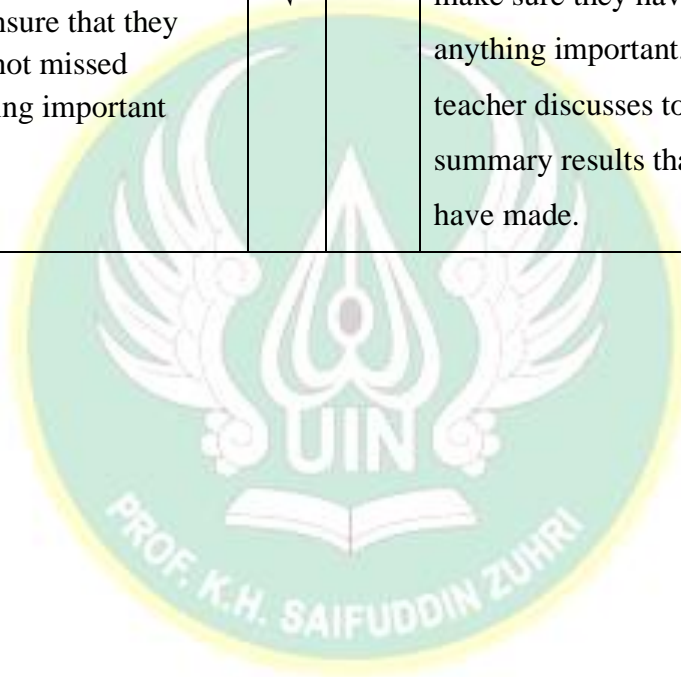 nsure that they
not missed
ing important
√
make sure they have
anything important.
teacher discusses to
summary results tha
have made.
UIN
PROF. K.H. SAIFUDDIN ZUHRI